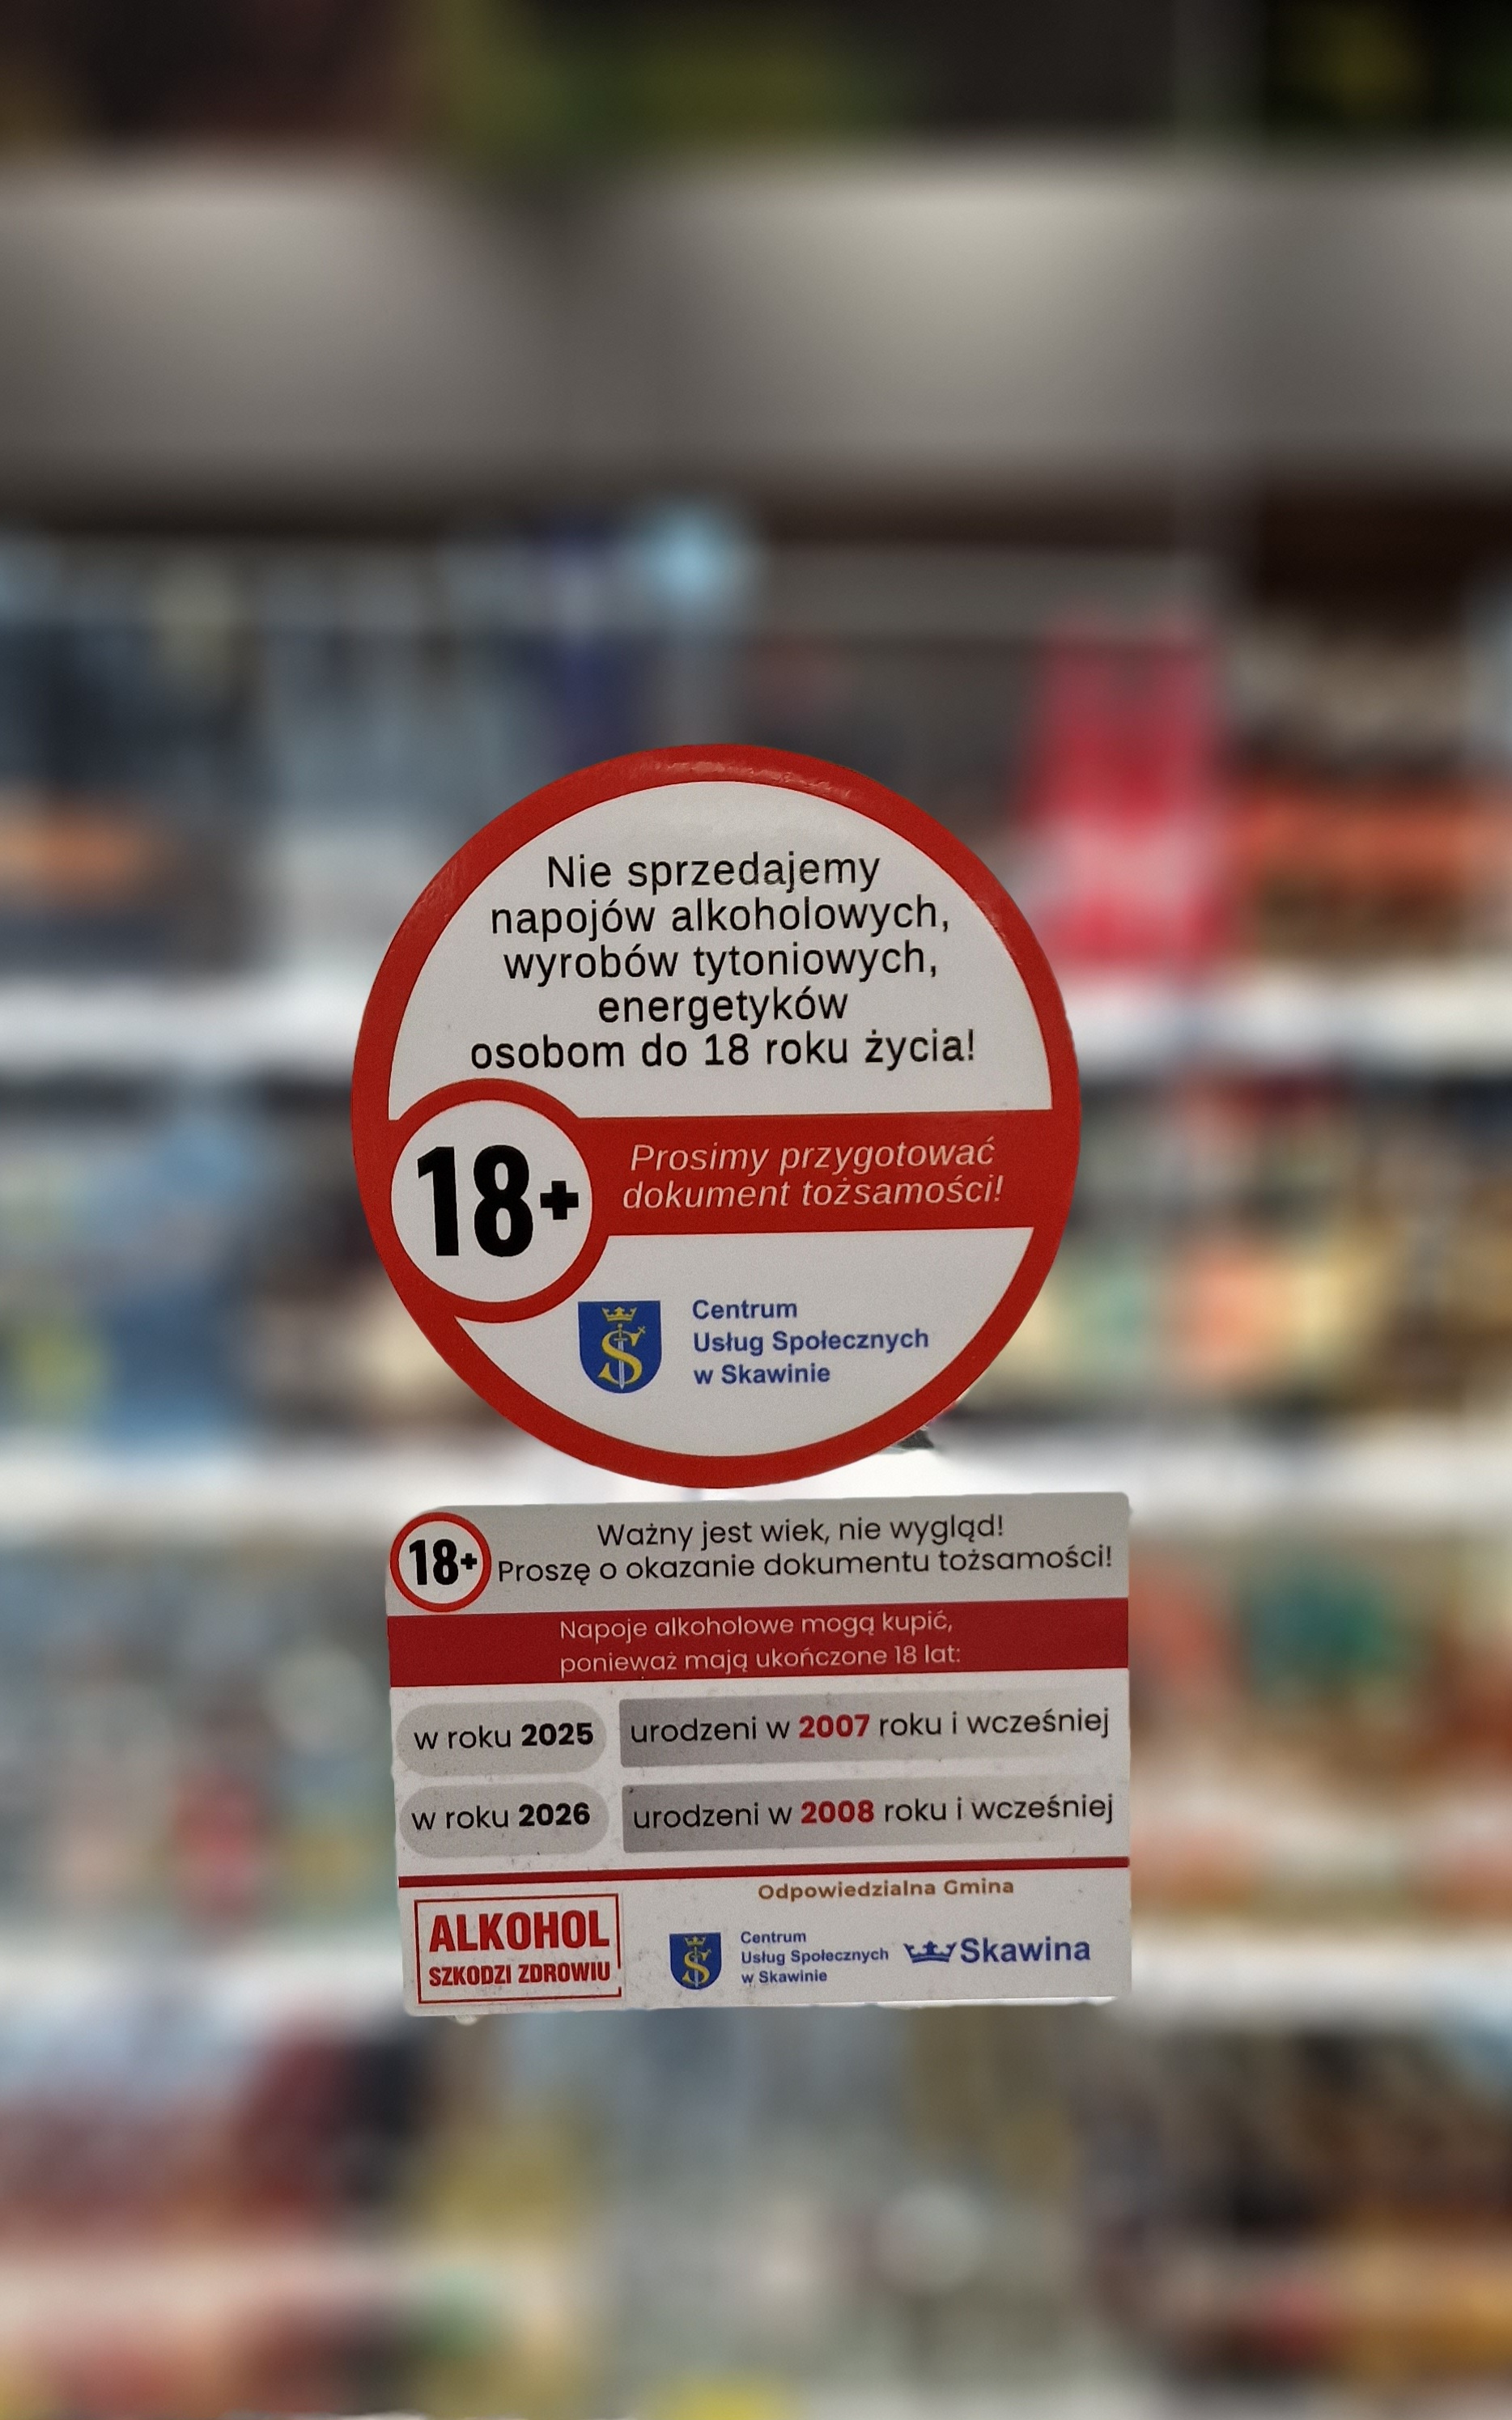 Nie sprzedajemy
napojów alkoholowych,
wyrobów tytoniowych,
energetyków
osobom do 18 roku życia!
18+
Prosimy przygotować
dokument tożsamości!
Centrum
Usług Społecznych
w Skawinie
18+
Ważny jest wiek, nie wygląd!
Proszę o okazanie dokumentu tożsamości!
Napoje alkoholowe mogą kupić,
ponieważ mają ukończone 18 lat:
w roku 2025 urodzeni w 2007 roku i wcześniej
w roku 2026 urodzeni w 2008 roku i wcześniej
ALKOHOL
SZKODZI ZDROWIU
Odpowiedzialna Gmina
Centrum
Usług Społecznych
w Skawinie
Skawina